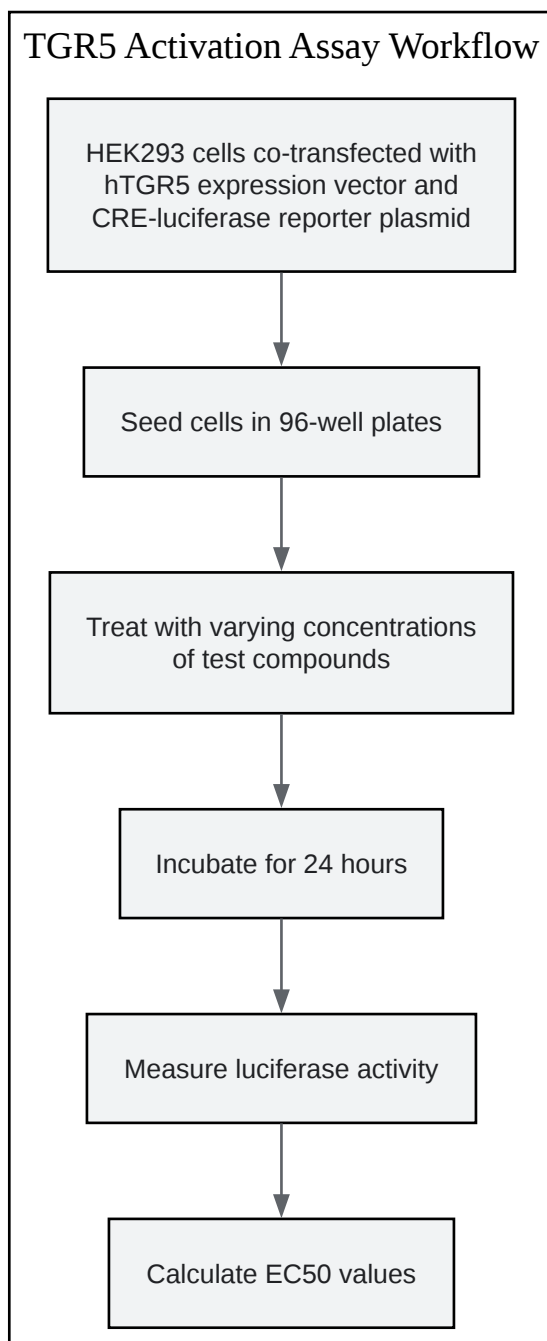 TGR5 Activation Assay Workflow
HEK293 cells co-transfected with
hTGR5 expression vector and
CRE-luciferase reporter plasmid
Seed cells in 96-well plates
Treat with varying concentrations
of test compounds
Incubate for 24 hours
Measure luciferase activity
Calculate EC50 values